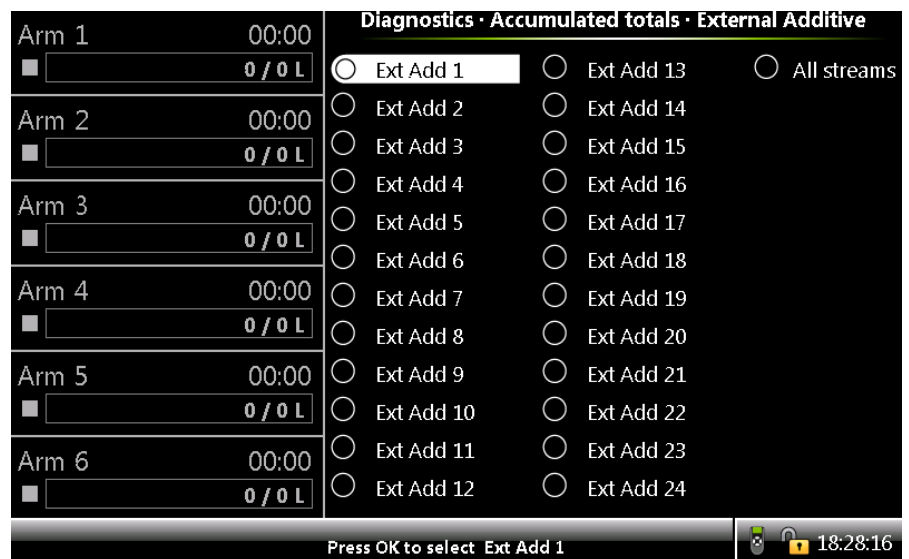 Arm 1 00:00
0 / 0 L
Arm 2 00:00
0 / 0 L
Arm 3 00:00
0 / 0 L
Arm 4 00:00
0 / 0 L
Arm 5 00:00
0 / 0 L
Arm 6 00:00
0 / 0 L
Diagnostics · Accumulated totals · External Additive
Ext Add 1
Ext Add 2
Ext Add 3
Ext Add 4
Ext Add 5
Ext Add 6
Ext Add 7
Ext Add 8
Ext Add 9
Ext Add 10
Ext Add 11
Ext Add 12
Ext Add 13
Ext Add 14
Ext Add 15
Ext Add 16
Ext Add 17
Ext Add 18
Ext Add 19
Ext Add 20
Ext Add 21
Ext Add 22
Ext Add 23
Ext Add 24
All streams
Press OK to select Ext Add 1
18:28:16